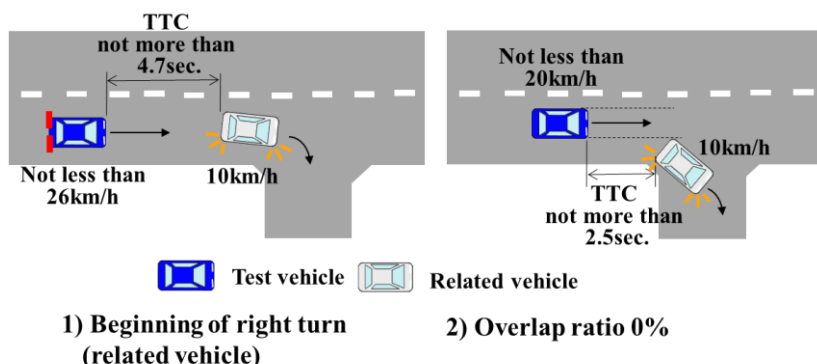 TTC
not more than
4.7sec.
Not less than
26km/h
10km/h
Not less than
20km/h
10km/h
TTC
not more than
2.5sec.
Test vehicle
Related vehicle
1) Beginning of right turn
(related vehicle)
2) Overlap ratio 0%